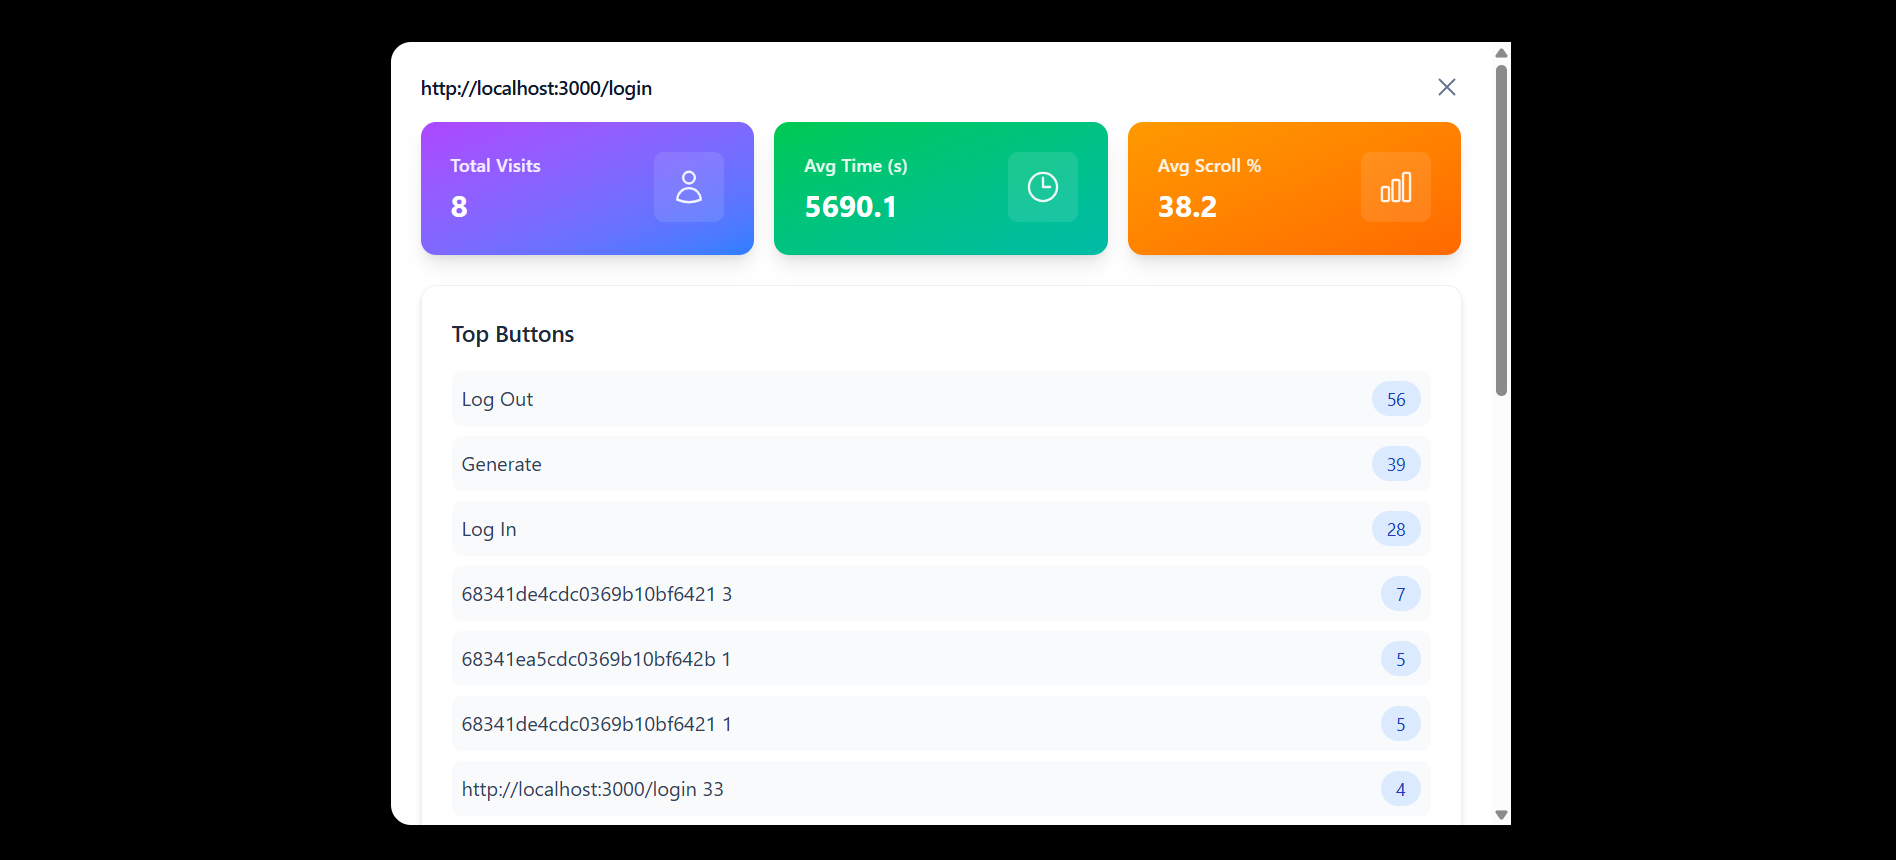 http://localhost:3000/login
Total Visits
8
Avg Time (s)
5690.1
Avg Scroll %
38.2
Top Buttons
Log Out 56
Generate 39
Log In 28
68341de4cdc0369b10bf6421 3 7
68341ea5cdc0369b10bf642b 1 5
68341de4cdc0369b10bf6421 1 5
http://localhost:3000/login 33 4